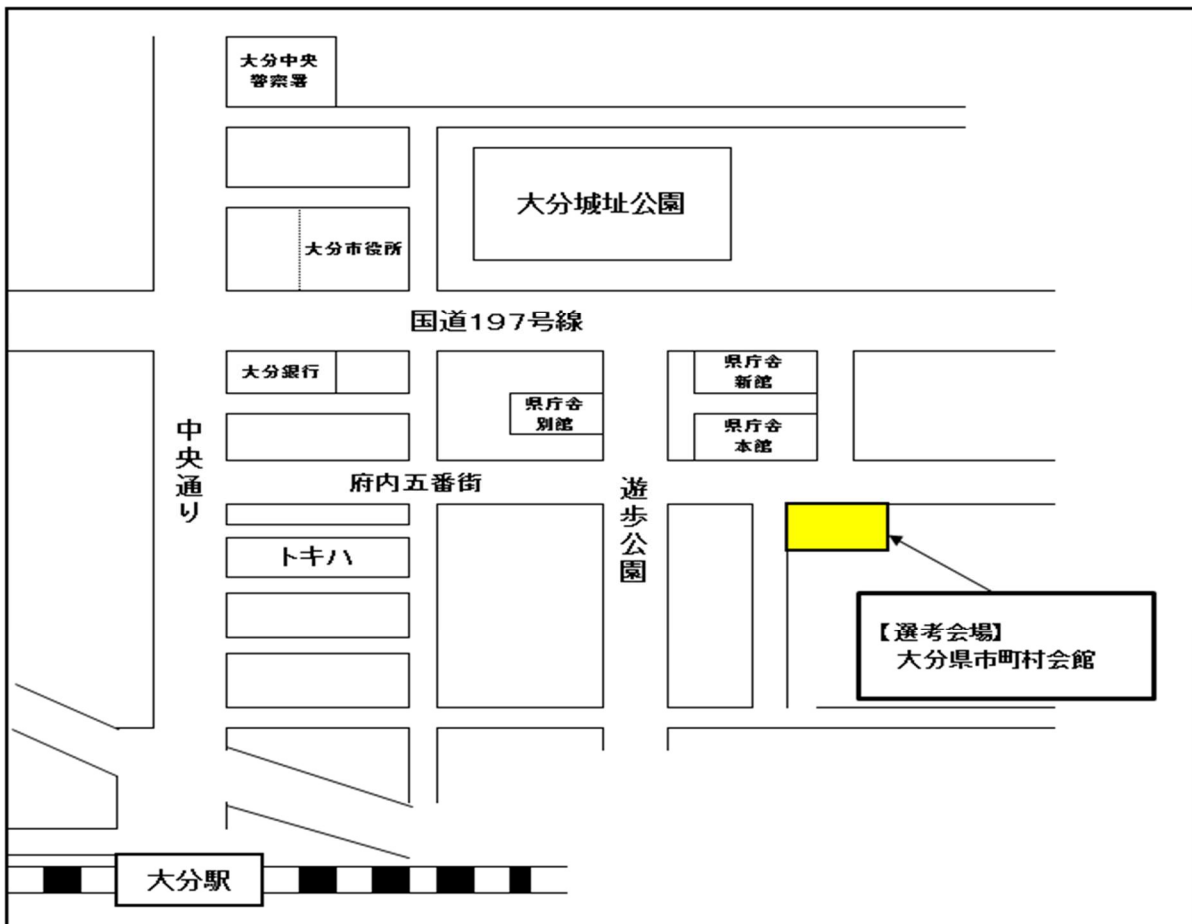 大分中央
警察署
大分城址公園
大分市役所
国道197号線
大分銀行
県庁舎
新館
県庁舎
別館
県庁舎
本館
中央通り
府内五番街
遊歩公園
トキハ
【選考会場】
大分県市町村会館
大分駅